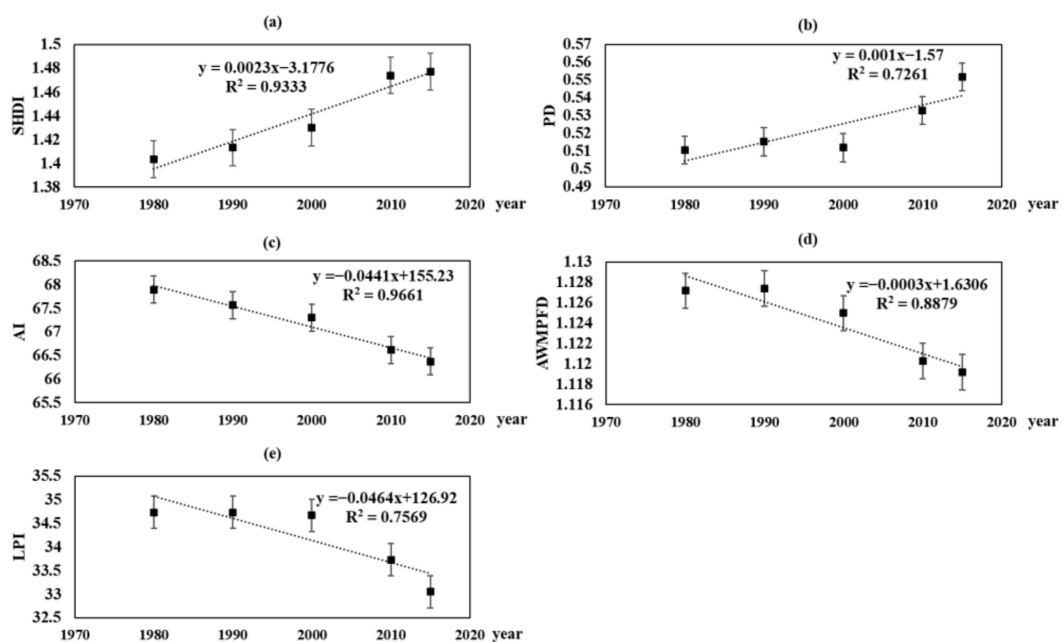 (a)
1.5
1.48
1.46
1.44
1.42
1.4
1.38
SHDI
y = 0.0023x−3.1776
R² = 0.9333
1970 1980 1990 2000 2010 2020 year
(b)
0.57
0.56
0.55
0.54
0.53
0.52
0.51
0.5
0.49
PD
y = 0.001x−1.57
R² = 0.7261
1970 1980 1990 2000 2010 2020 year
(c)
68.5
68
67.5
67
66.5
66
65.5
AI
y =−0.0441x+155.23
R² = 0.9661
1970 1980 1990 2000 2010 2020 year
(d)
1.13
1.128
1.126
1.124
1.122
1.12
1.118
1.116
AWMPFD
y =−0.0003x+1.6306
R² = 0.8879
1970 1980 1990 2000 2010 2020 year
(e)
35.5
35
34.5
34
33.5
33
32.5
LPI
y =−0.0464x+126.92
R² = 0.7569
1970 1980 1990 2000 2010 2020 year